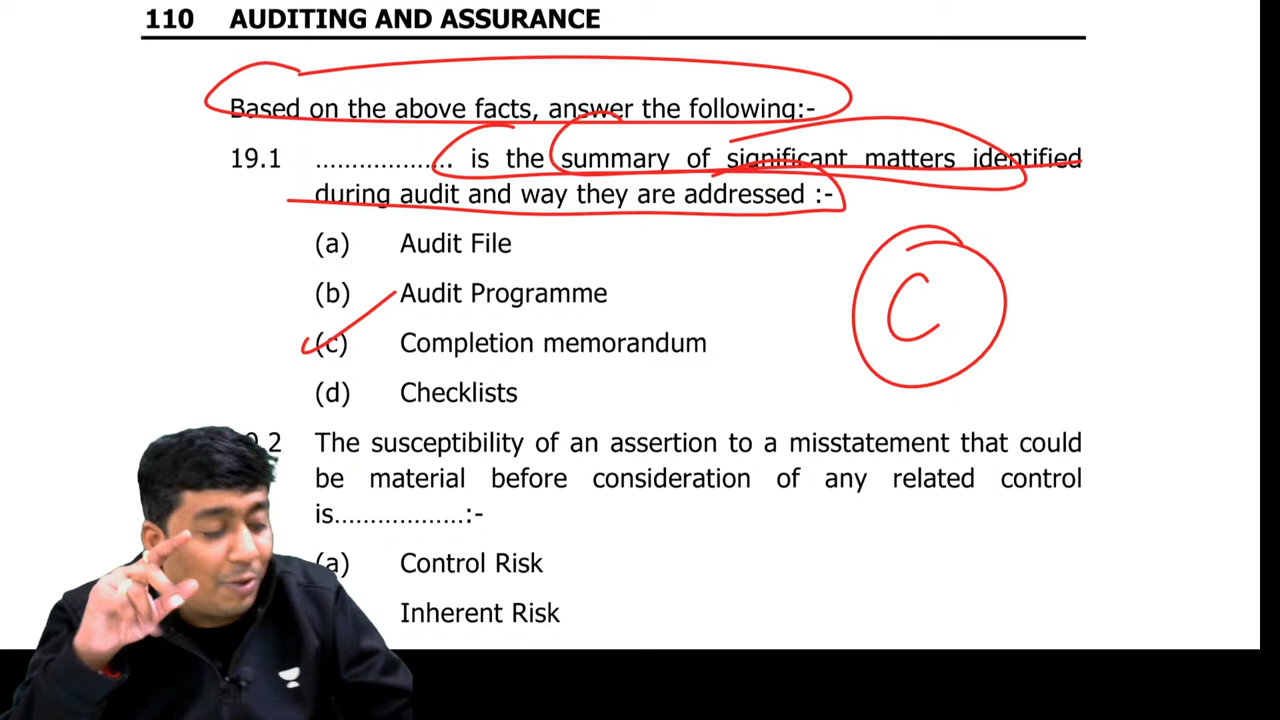 110 AUDITING AND ASSURANCE
Based on the above facts, answer the following:-
19.1 ................... is the summary of significant matters identified
during audit and way they are addressed :-
(a) Audit File
(b) Audit Programme
(c) Completion memorandum
(d) Checklists
C
9.2 The susceptibility of an assertion to a misstatement that could
be material before consideration of any related control
is..................:-
(a) Control Risk
Inherent Risk